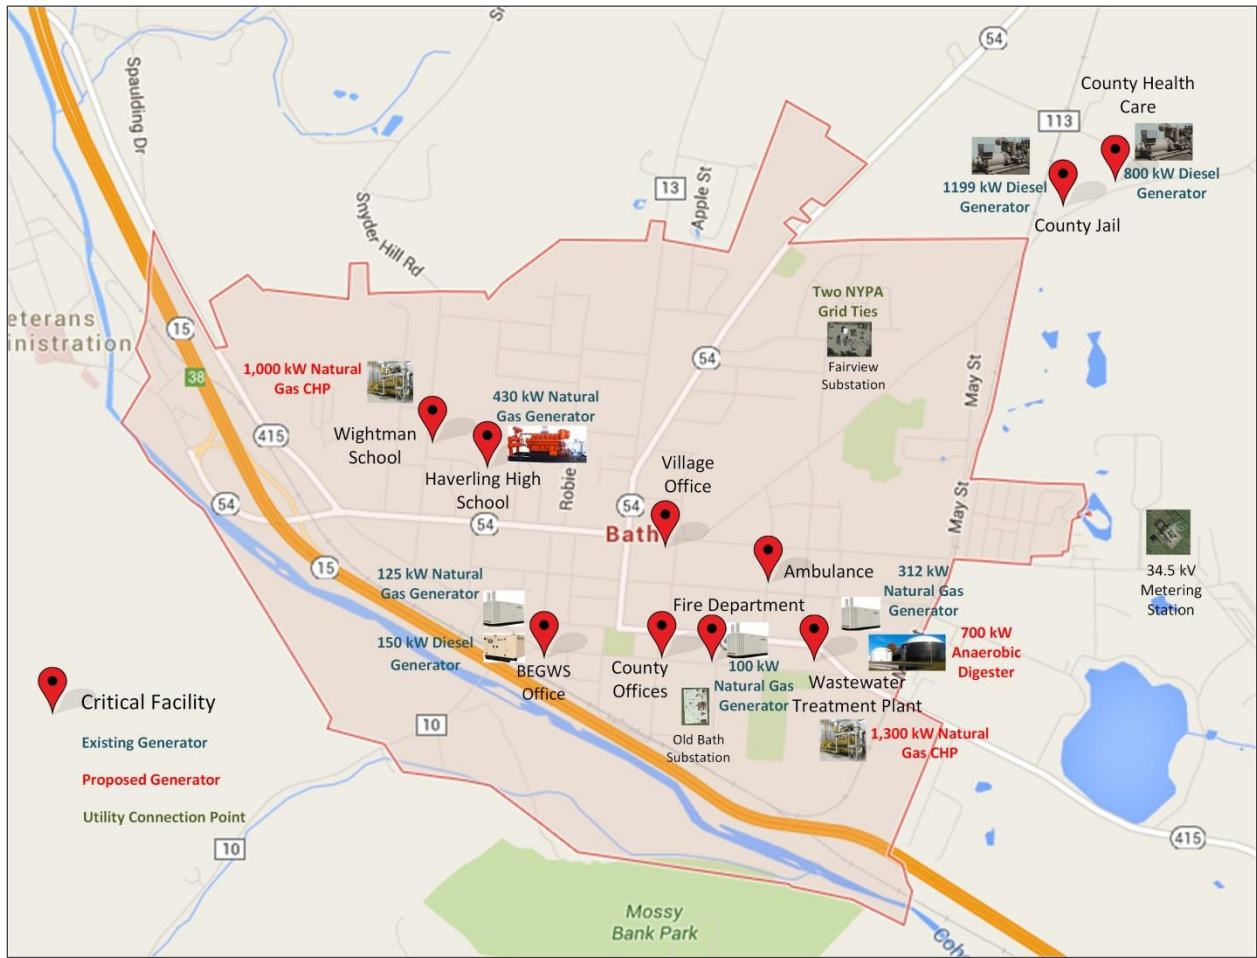 Sn
Spaulding Dr
54
County Health
Care
113
1199 kW Diesel
Generator
800 kW Diesel
Generator
County Jail
13
Apple St
Snyder Hill Rd
Two NYPA
Grid Ties
Fairview
Substation
eterans
inistration
15
38
54
May St
1,000 kW Natural
Gas CHP
430 kW Natural
Gas Generator
415
Wightman
School
Haverling High
School
Robie
Village
Office
54
54
54
Bath
May St
34.5 kV
Metering
Station
15
Ambulance
125 kW Natural
Gas Generator
312 kW
Natural Gas
Generator
Fire Department
150 kW Diesel
Generator
700 kW
Anaerobic
Digester
BEGWS
Office
County
Offices
100 kW
Natural Gas
Generator
Wastewater
Treatment Plant
Critical Facility
10
Old Bath
Substation
1,300 kW Natural
Gas CHP
Existing Generator
Proposed Generator
Utility Connection Point
10
415
Mossy
Bank Park
Coho